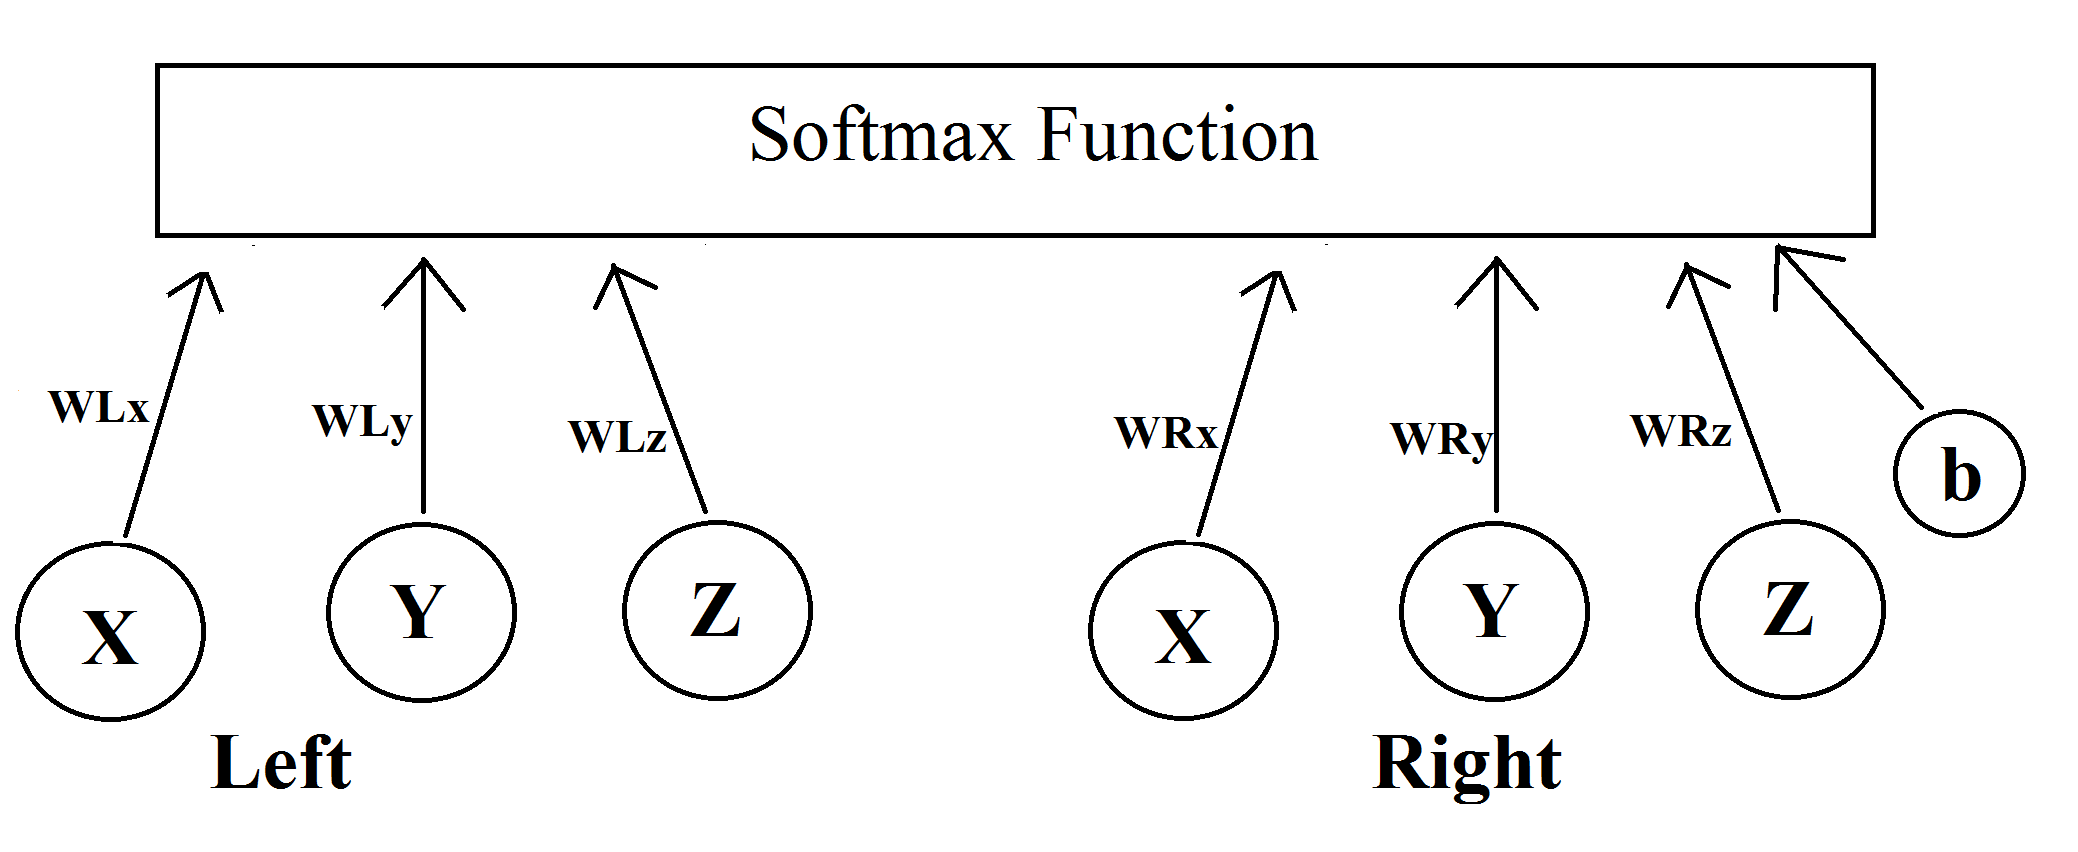 Softmax Function
WLx
WLy
WLz
WRx
WRy
WRz
b
X
Y
Z
X
Y
Z
Left
Right